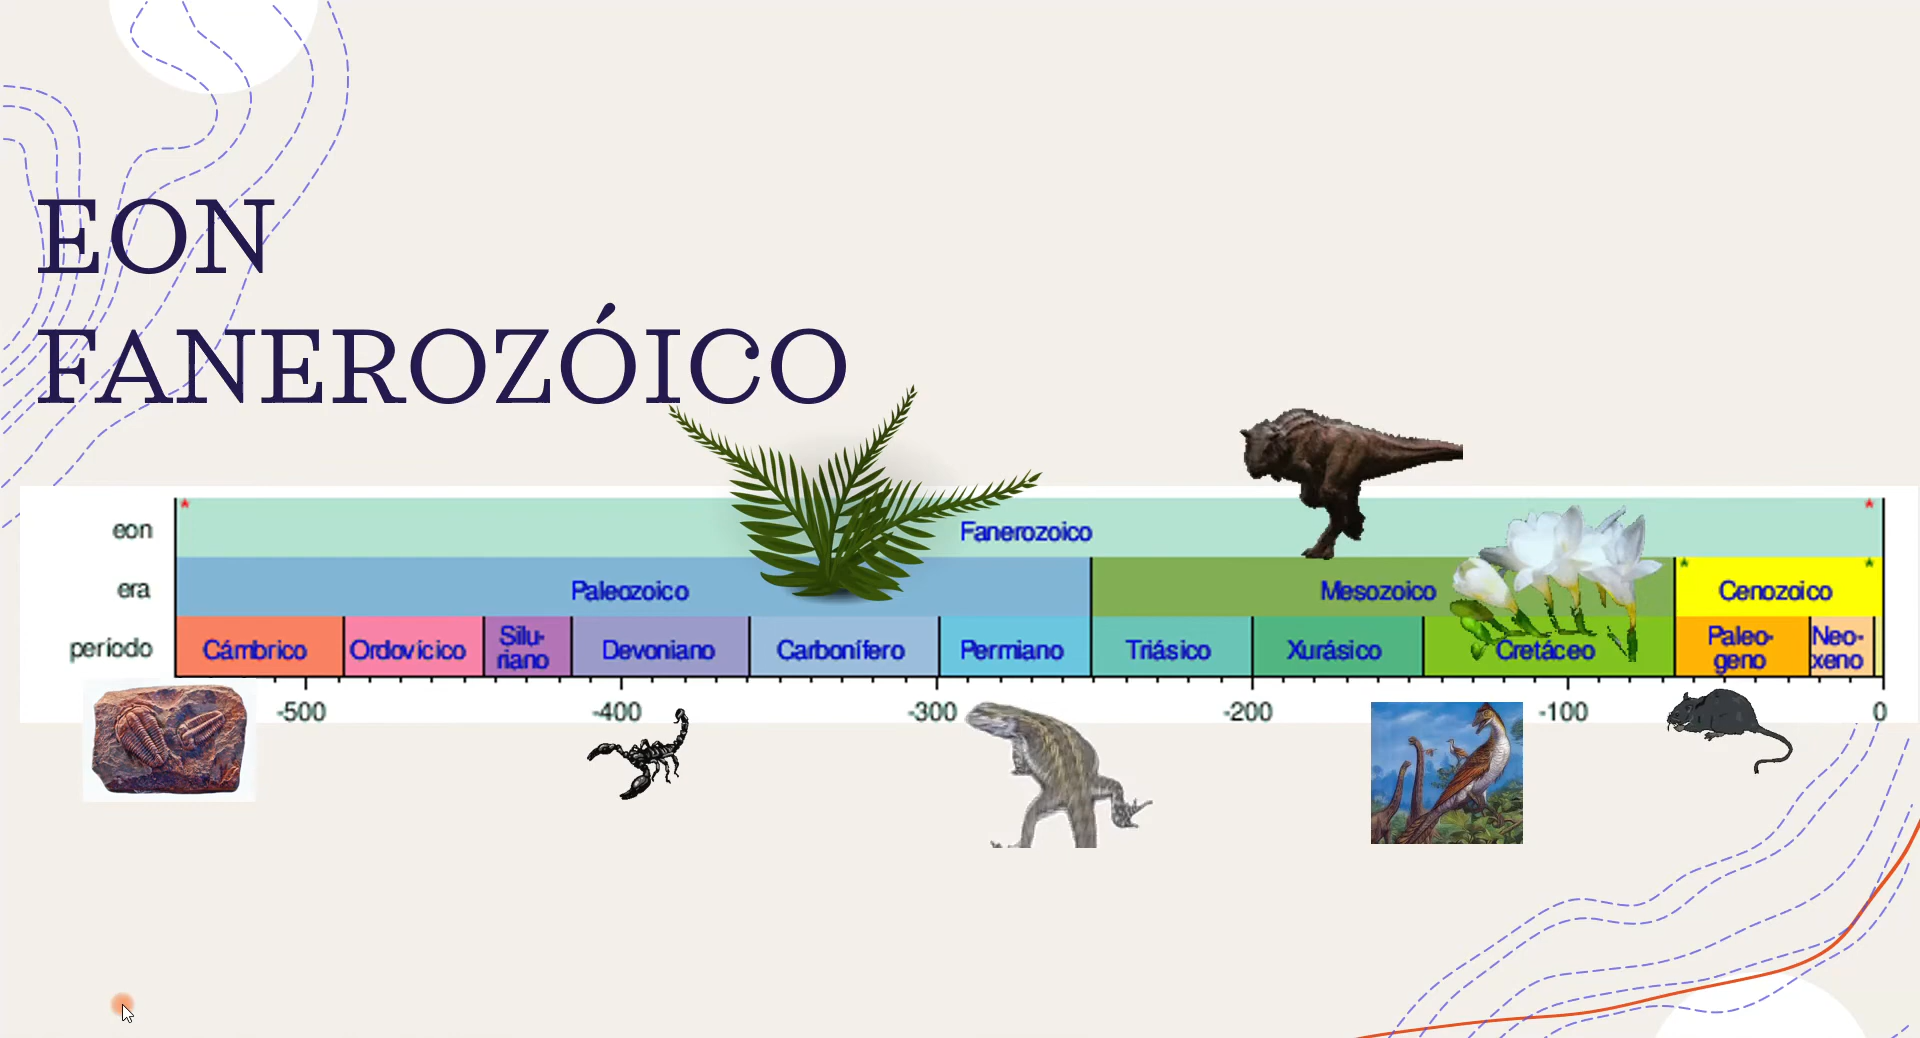 EON
FANEROZÓICO
*
*
eon
Fanerozoico
era
Paleozoico
Mesozoico
*
*
Cenozoico
período
Cámbrico
Ordovícico
Silu-
riano
Devoniano
Carbonífero
Permiano
Triásico
Xurásico
Cretáceo
Paleo-
geno
Neo-
xeno
-500
-400
-300
-200
-100
0